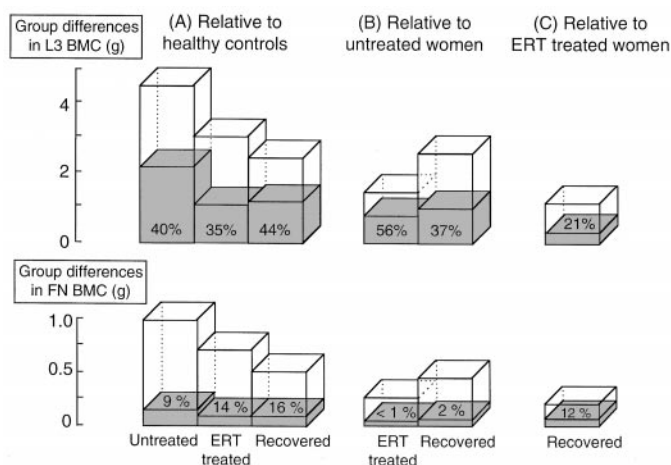 Group differences
in L3 BMC (g)
(A) Relative to
healthy controls
(B) Relative to
untreated women
(C) Relative to
ERT treated women
4
2
0
40%
35%
44%
56%
37%
21%
Group differences
in FN BMC (g)
1.0
0.5
0
9 %
14 %
16 %
< 1 %
2 %
12 %
Untreated
ERT
treated
Recovered
ERT
treated
Recovered
Recovered